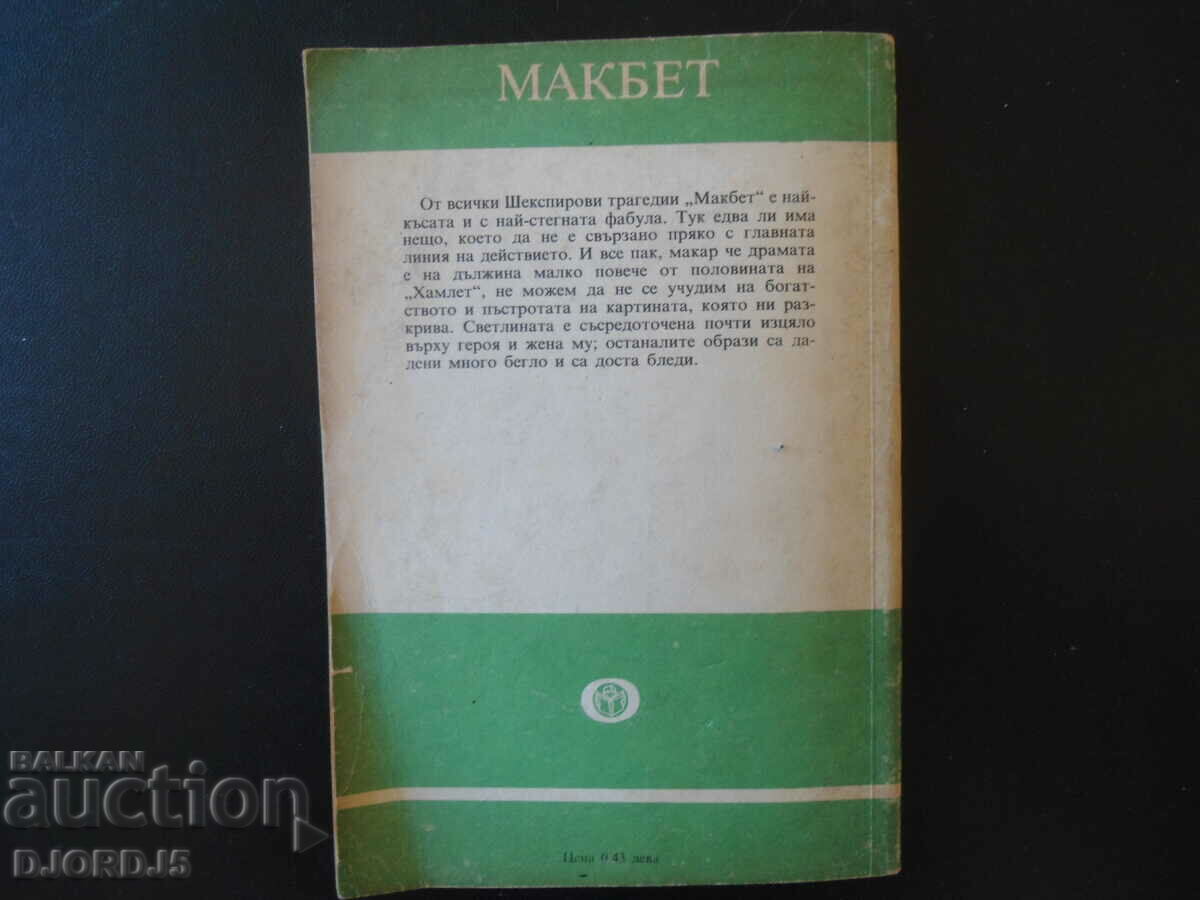 МАКБЕТ
От всички Шекспирови трагедии „Макбет“ е най-
късата и с най-стегната фабула. Тук едва ли има
нещо, което да не е свързано пряко с главната
линия на действието. И все пак, макар че драмата
е на дължина малко повече от половината на
„Хамлет“, не можем да не се учудим на богат-
ството и пъстротата на картината, която ни раз-
крива. Светлината е съсредоточена почти изцяло
върху героя и жена му; останалите образи са да-
дени много бегло и са доста бледи.
Цена 0.43 лева
BALKAN
auction
DJORDJ5